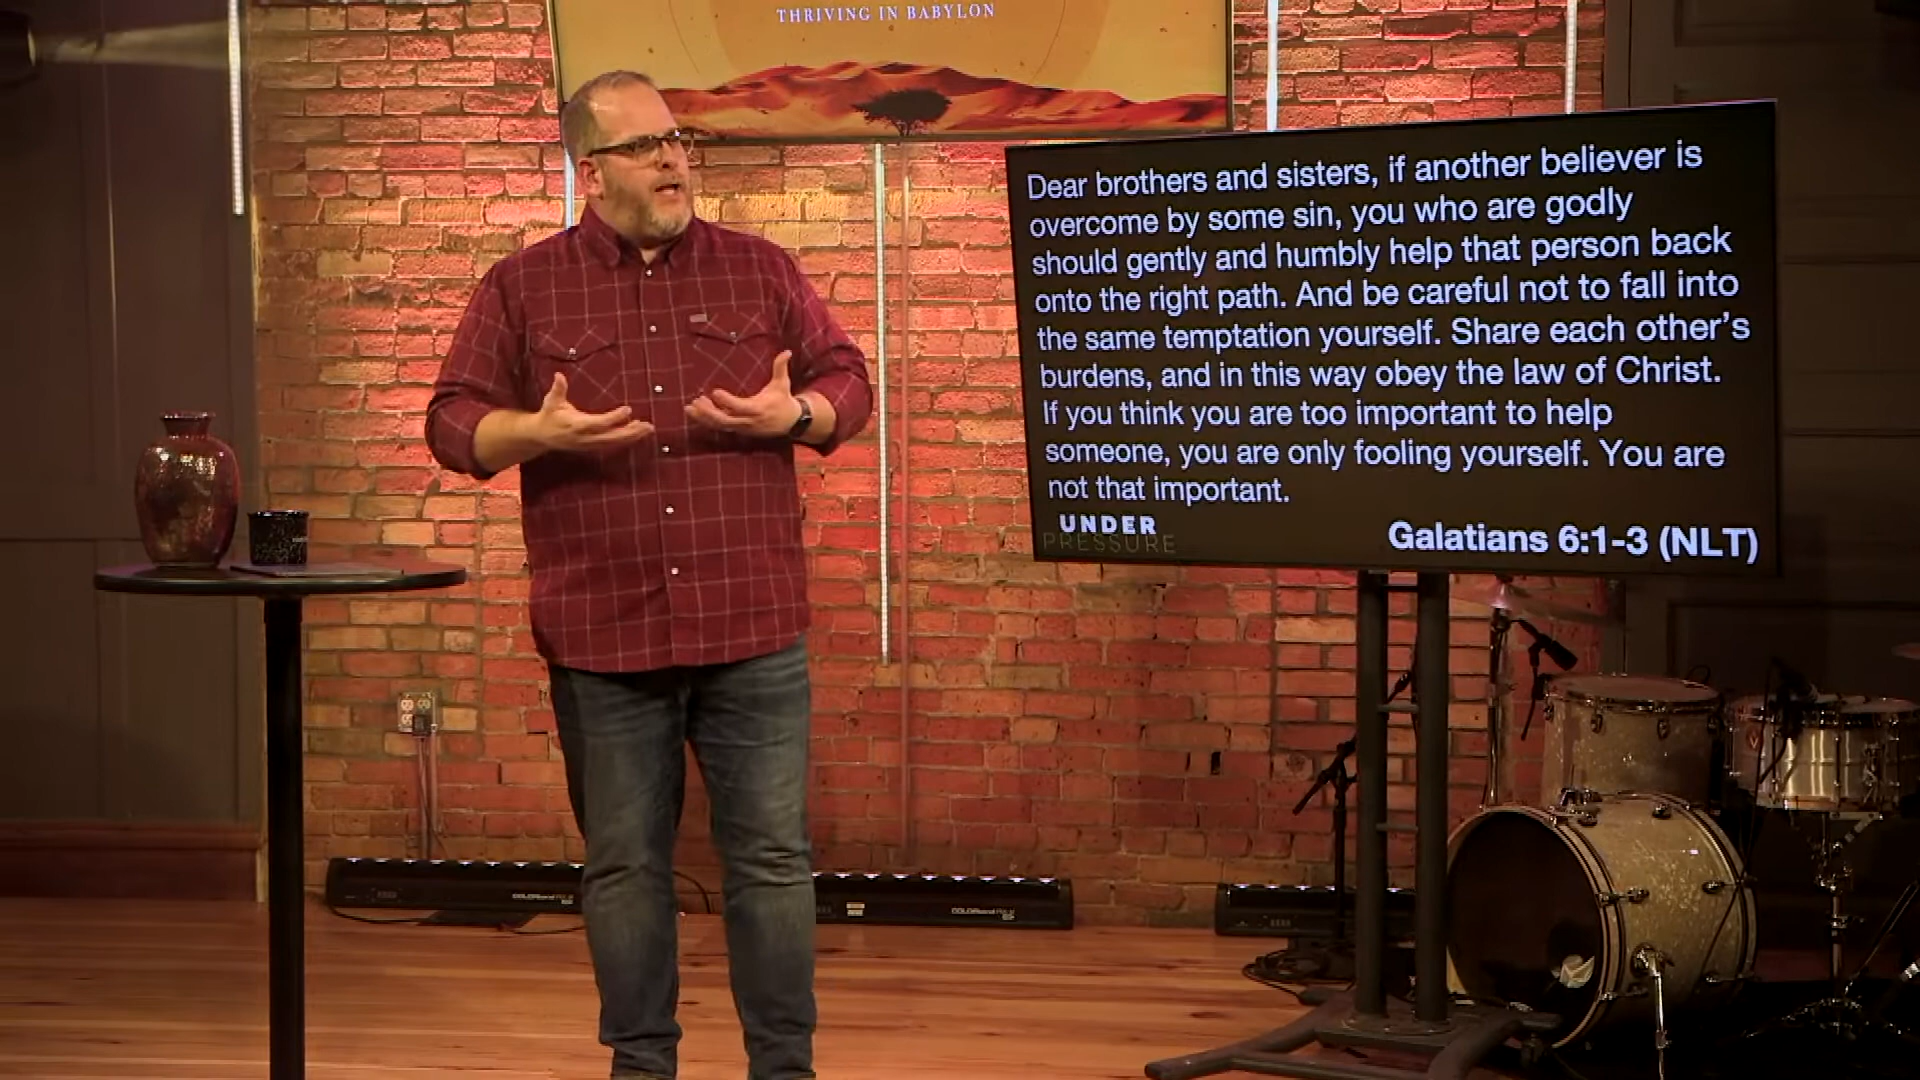 THRIVING IN BABYLON
Dear brothers and sisters, if another believer is
overcome by some sin, you who are godly
should gently and humbly help that person back
onto the right path. And be careful not to fall into
the same temptation yourself. Share each other's
burdens, and in this way obey the law of Christ.
If you think you are too important to help
someone, you are only fooling yourself. You are
not that important.
UNDER
PRESSURE
Galatians 6:1-3 (NLT)